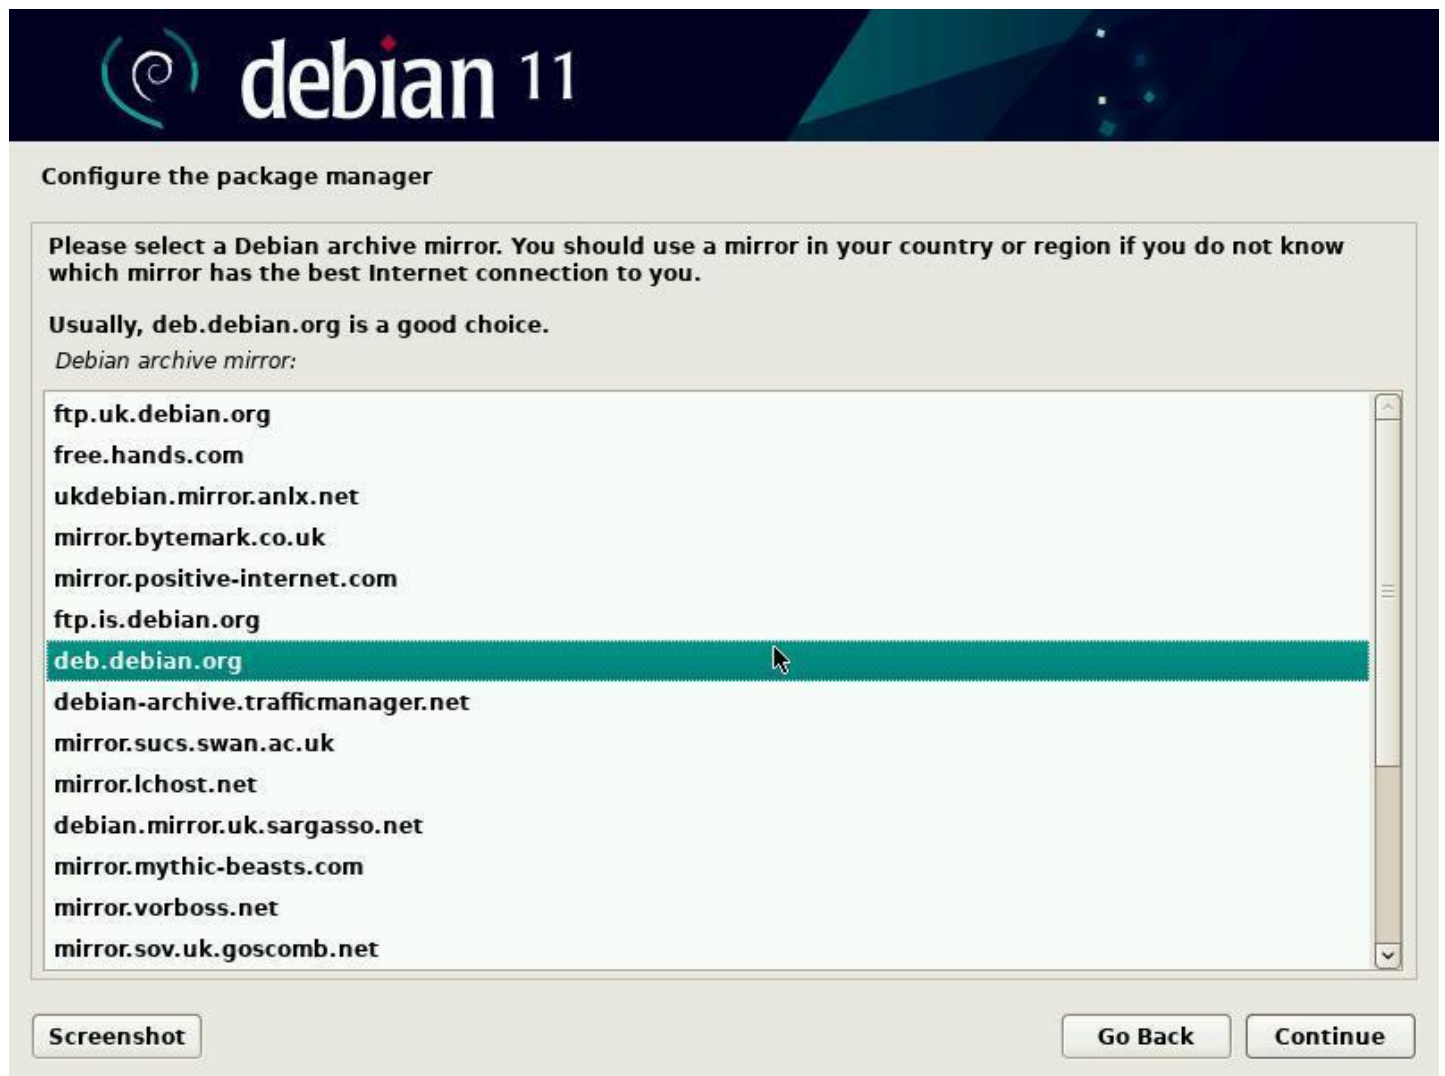 debian 11
Configure the package manager
Please select a Debian archive mirror. You should use a mirror in your country or region if you do not know
which mirror has the best Internet connection to you.
Usually, deb.debian.org is a good choice.
Debian archive mirror:
ftp.uk.debian.org
free.hands.com
ukdebian.mirror.anlx.net
mirror.bytemark.co.uk
mirror.positive-internet.com
ftp.is.debian.org
deb.debian.org
debian-archive.trafficmanager.net
mirror.sucs.swan.ac.uk
mirror.lchost.net
debian.mirror.uk.sargasso.net
mirror.mythic-beasts.com
mirror.vorboss.net
mirror.sov.uk.goscomb.net
Screenshot
Go Back
Continue